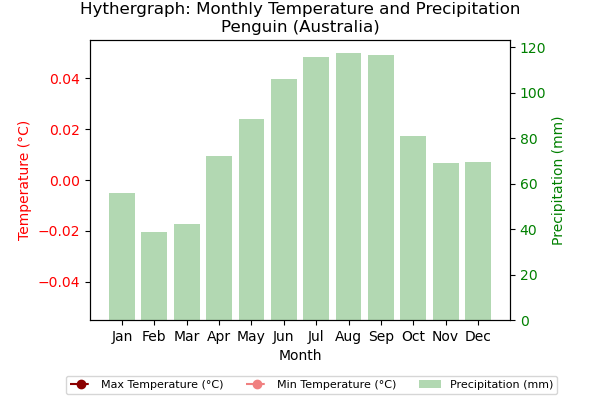 Hythergraph: Monthly Temperature and Precipitation
Penguin (Australia)
Temperature (°C)
0.04
0.02
0.00
−0.02
−0.04
Precipitation (mm)
120
100
80
60
40
20
0
Jan Feb Mar Apr May Jun Jul Aug Sep Oct Nov Dec
Month
Max Temperature (°C) Min Temperature (°C) Precipitation (mm)